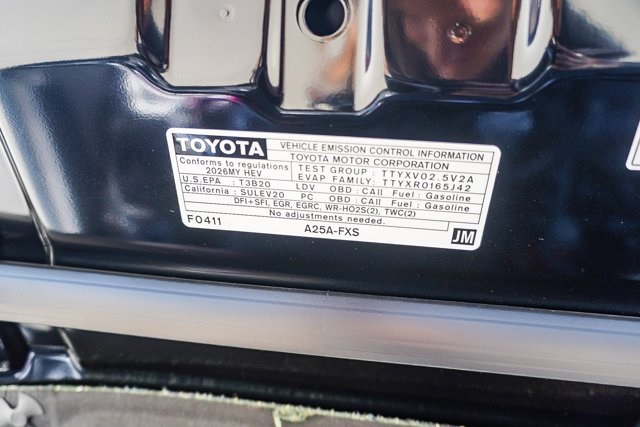 TOYOTA VEHICLE EMISSION CONTROL INFORMATION
TOYOTA MOTOR CORPORATION
Conforms to regulations
2026MY HEV
TEST GROUP : TTYXV02.5V2A
EVAP FAMILY: TTYXR0165J42
U.S.EPA : T3B20 LDV OBD : CAII Fuel : Gasoline
California : SULEV20 PC OBD : CAII Fuel : Gasoline
DFI+SFI, EGR, EGRC, WR-HO2S(2), TWC(2)
No adjustments needed.
F0411 A25A-FXS JM